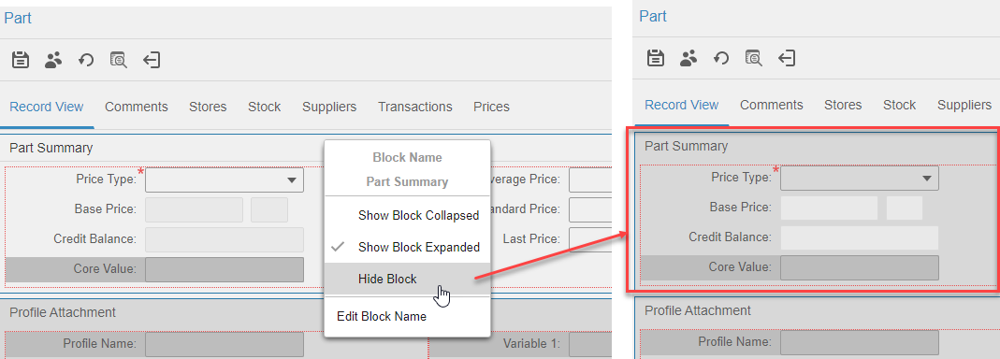 Part
Record View Comments Stores Stock Suppliers Transactions Prices
Part Summary
Price Type:*
Base Price:
Credit Balance:
Core Value:
verage Price:
ndard Price:
Last Price:
Block Name
Part Summary
Show Block Collapsed
Show Block Expanded
Hide Block
Edit Block Name
Profile Attachment
Profile Name:
Variable 1:
Part
Record View Comments Stores Stock Suppliers
Part Summary
Price Type:*
Base Price:
Credit Balance:
Core Value:
Profile Attachment
Profile Name: